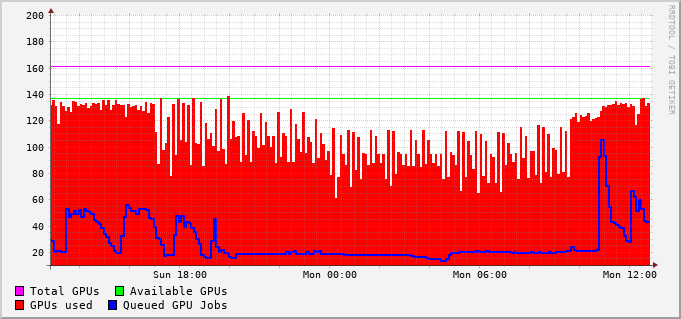 200
180
160
140
120
100
80
60
40
20
Sun 18:00 Mon 00:00 Mon 06:00 Mon 12:00
Total GPUs Available GPUs
GPUs used Queued GPU Jobs
RRDTOOL / TOBI OETIKER